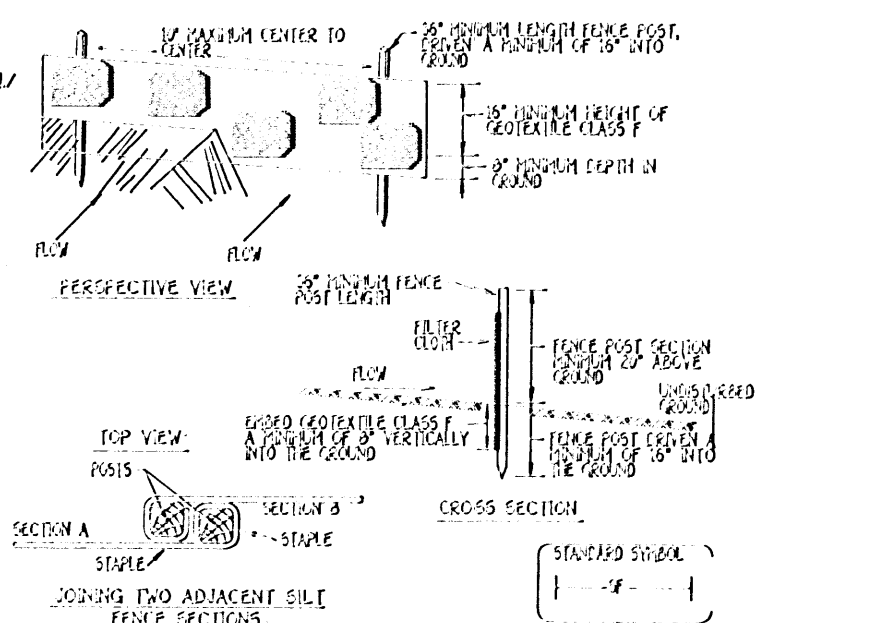 10' MAXIMUM CENTER TO
CENTER
36" MINIMUM LENGTH FENCE POST,
DRIVEN A MINIMUM OF 16" INTO
GROUND
16" MINIMUM HEIGHT OF
GEOTEXTILE CLASS F
8" MINIMUM DEPTH IN
GROUND
FLOW
FLOW
PERSPECTIVE VIEW
36" MINIMUM FENCE
POST LENGTH
FILTER
CLOTH
FLOW
FENCE POST SECTION
MINIMUM 20" ABOVE
GROUND
UNDISTURBED
GROUND
EMBED GEOTEXTILE CLASS F
A MINIMUM OF 8" VERTICALLY
INTO THE GROUND
FENCE POST DRIVEN A
MINIMUM OF 16" INTO
THE GROUND
CROSS SECTION
TOP VIEW
POSTS
SECTION B
SECTION A
STAPLE
STAPLE
JOINING TWO ADJACENT SILT
FENCE SECTIONS
STANDARD SYMBOL
SF